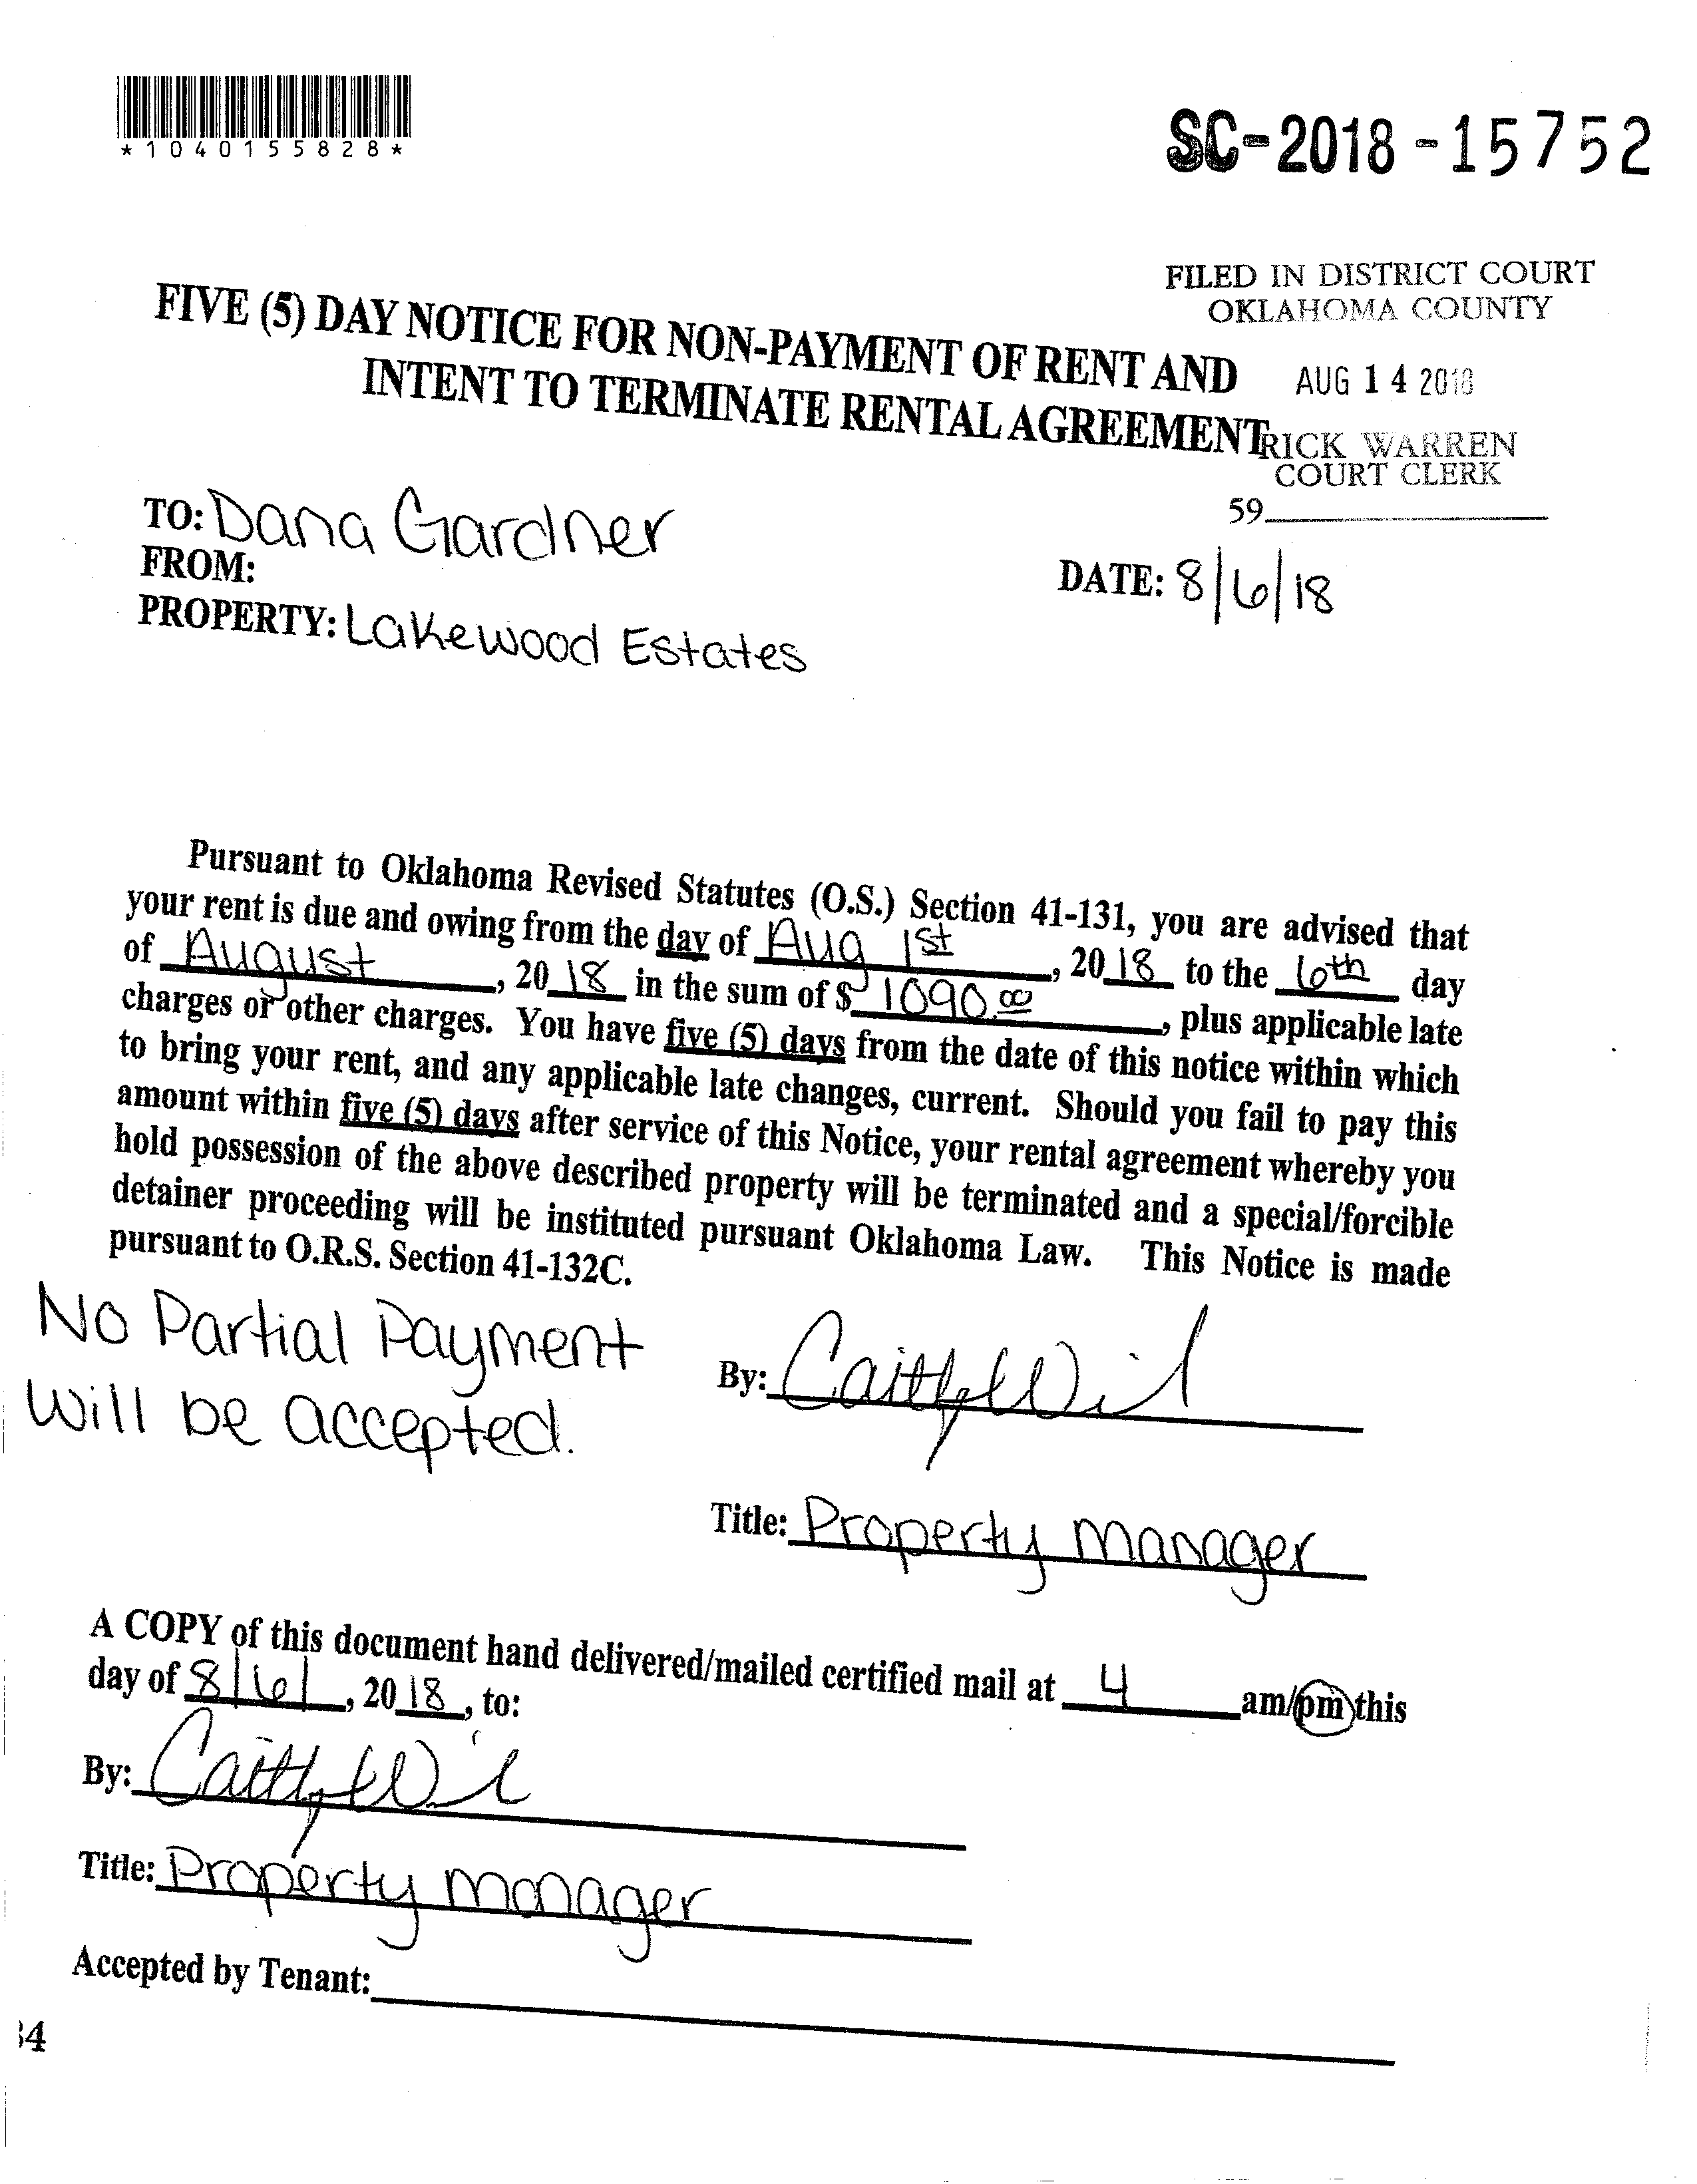 *1040155828*
SC-2018-15752
FILED IN DISTRICT COURT
OKLAHOMA COUNTY
FIVE (5) DAY NOTICE FOR NON-PAYMENT OF RENT AND
INTENT TO TERMINATE RENTAL AGREEMENT
AUG 14 2018
RICK WARREN
COURT CLERK
59
TO: Dana Gardner
FROM:
DATE: 8/6/18
PROPERTY: Lakewood Estates
Pursuant to Oklahoma Revised Statutes (O.S.) Section 41-131, you are advised that
your rent is due and owing from the day of Aug 1st, 2018 to the 6th day
of August, 2018 in the sum of $ 1090.00, plus applicable late
charges or other charges. You have five (5) days from the date of this notice within which
to bring your rent, and any applicable late changes, current. Should you fail to pay this
amount within five (5) days after service of this Notice, your rental agreement whereby you
hold possession of the above described property will be terminated and a special/forcible
detainer proceeding will be instituted pursuant Oklahoma Law. This Notice is made
pursuant to O.R.S. Section 41-132C.
No Partial Payment
Will be accepted.
By:
Title: Property Manager
A COPY of this document hand delivered/mailed certified mail at 4 am/pm this
day of 8/6/, 2018, to:
By:
Title: Property Manager
Accepted by Tenant: